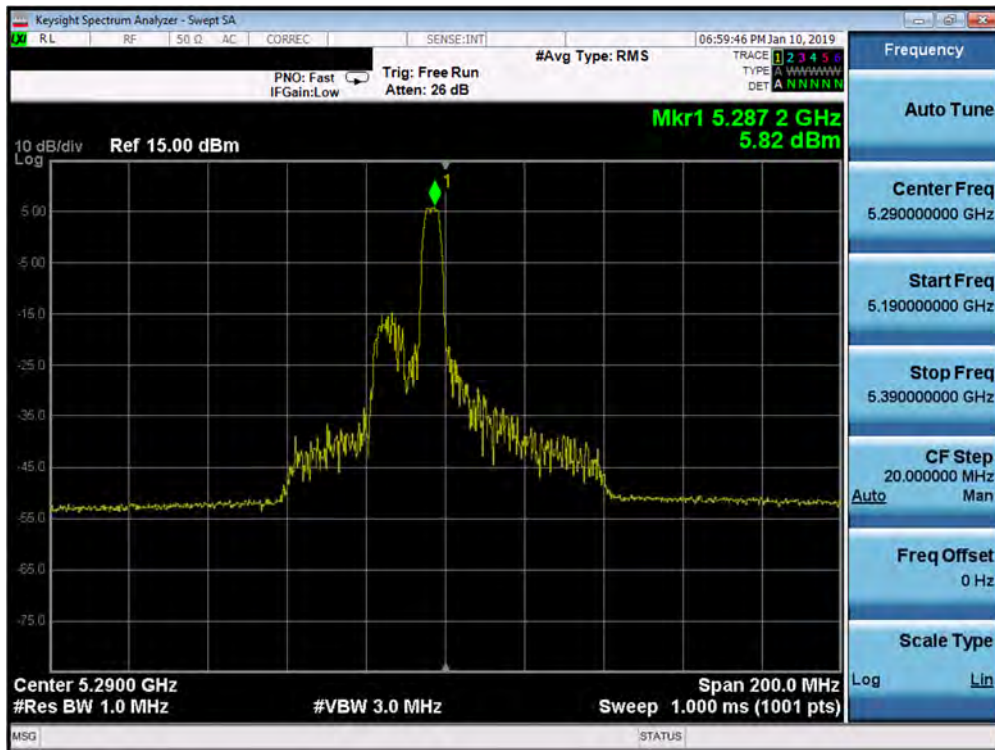 Keysight Spectrum Analyzer - Swept SA
LXI RL RF 50 Ω AC CORREC SENSE:INT 06:59:46 PM Jan 10, 2019
#Avg Type: RMS
TRACE 1 2 3 4 5 6
PNO: Fast Trig: Free Run TYPE A W W W W W
IFGain:Low Atten: 26 dB DET A N N N N N
Mkr1 5.287 2 GHz
5.82 dBm
10 dB/div Ref 15.00 dBm
Log
1
5.00
-5.00
-15.0
-25.0
-35.0
-45.0
-55.0
-65.0
-75.0
Center 5.2900 GHz Span 200.0 MHz
#Res BW 1.0 MHz #VBW 3.0 MHz Sweep 1.000 ms (1001 pts)
MSG STATUS
Frequency
Auto Tune
Center Freq
5.290000000 GHz
Start Freq
5.190000000 GHz
Stop Freq
5.390000000 GHz
CF Step
20.000000 MHz
Auto Man
Freq Offset
0 Hz
Scale Type
Log Lin